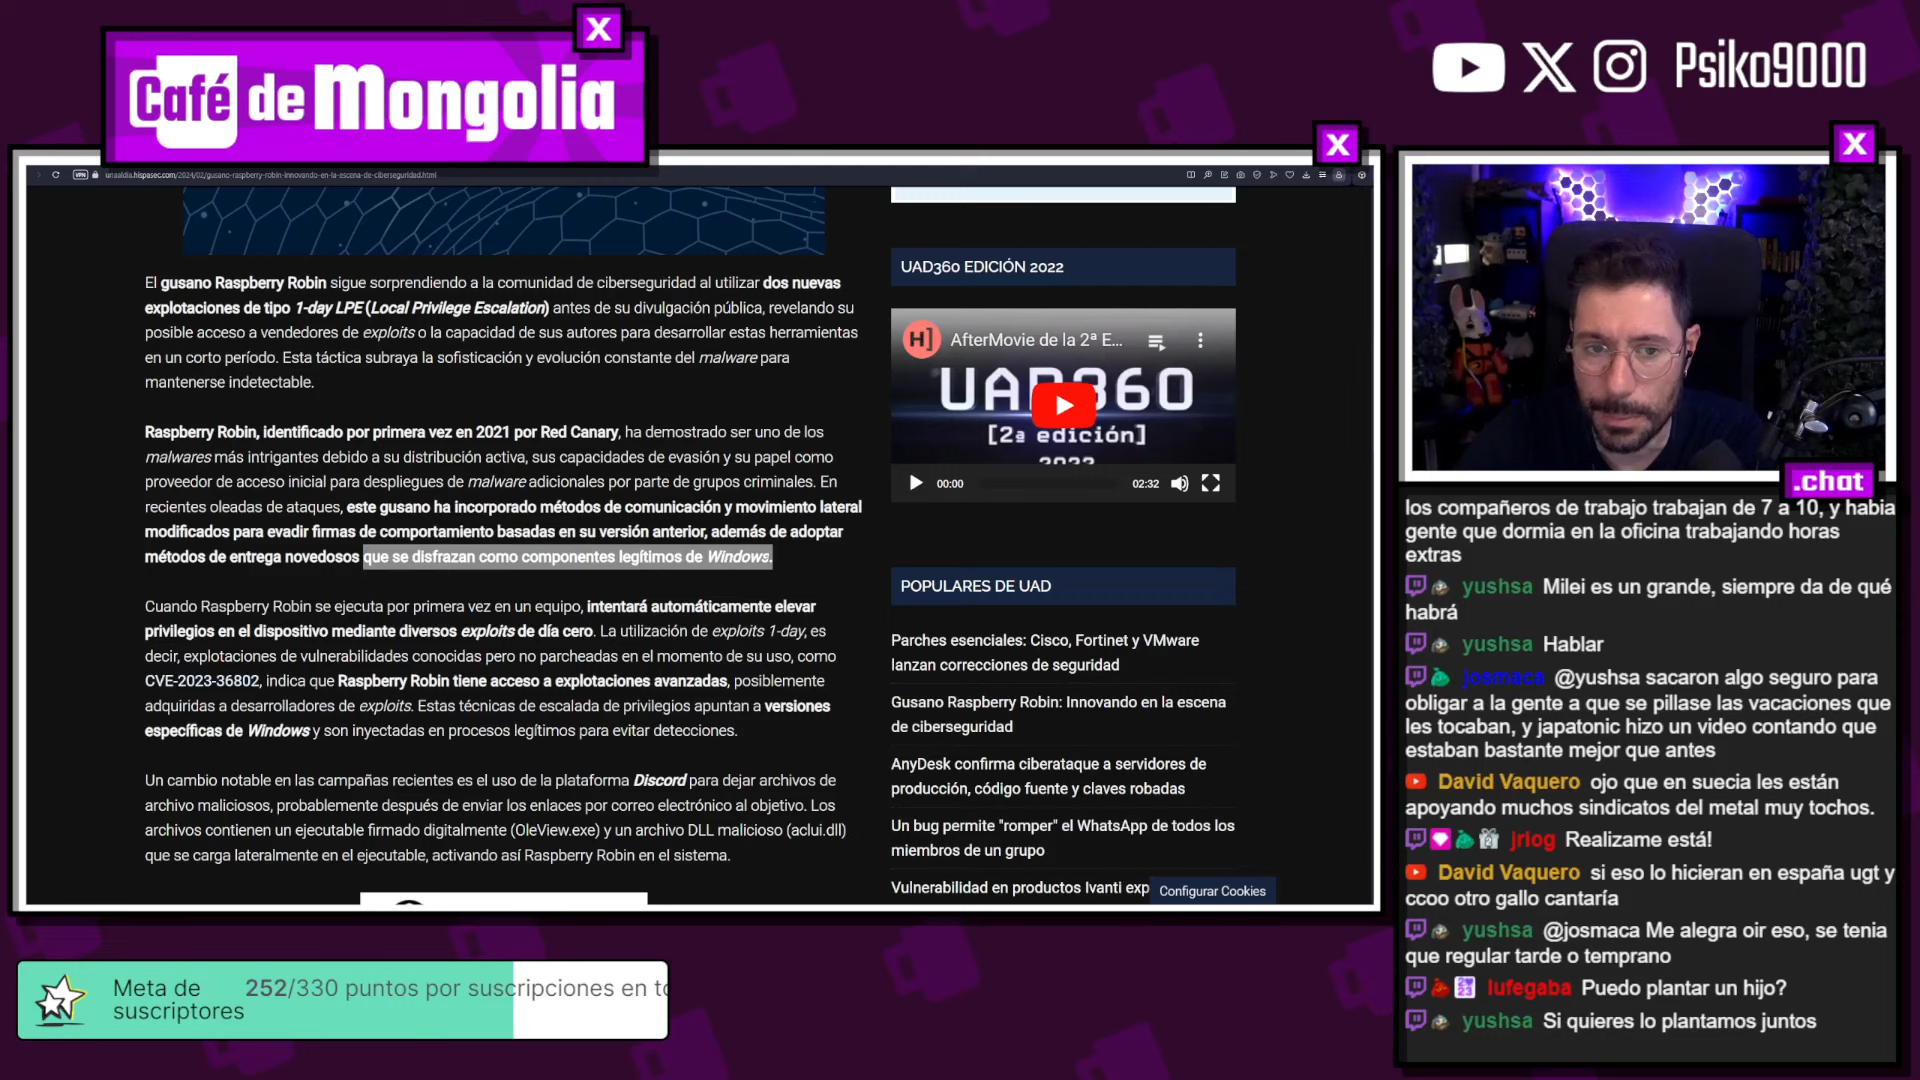 X
Café de Mongolia
Psiko9000
X
X
VPN
unaaldia.hispasec.com/2024/02/gusano-raspberry-robin-innovando-en-la-escena-de-ciberseguridad.html
El gusano Raspberry Robin sigue sorprendiendo a la comunidad de ciberseguridad al utilizar dos nuevas
explotaciones de tipo 1-day LPE (Local Privilege Escalation) antes de su divulgación pública, revelando su
posible acceso a vendedores de exploits o la capacidad de sus autores para desarrollar estas herramientas
en un corto período. Esta táctica subraya la sofisticación y evolución constante del malware para
mantenerse indetectable.
Raspberry Robin, identificado por primera vez en 2021 por Red Canary, ha demostrado ser uno de los
malwares más intrigantes debido a su distribución activa, sus capacidades de evasión y su papel como
proveedor de acceso inicial para despliegues de malware adicionales por parte de grupos criminales. En
recientes oleadas de ataques, este gusano ha incorporado métodos de comunicación y movimiento lateral
modificados para evadir firmas de comportamiento basadas en su versión anterior, además de adoptar
métodos de entrega novedosos que se disfrazan como componentes legítimos de Windows.
Cuando Raspberry Robin se ejecuta por primera vez en un equipo, intentará automáticamente elevar
privilegios en el dispositivo mediante diversos exploits de día cero. La utilización de exploits 1-day, es
decir, explotaciones de vulnerabilidades conocidas pero no parcheadas en el momento de su uso, como
CVE-2023-36802, indica que Raspberry Robin tiene acceso a explotaciones avanzadas, posiblemente
adquiridas a desarrolladores de exploits. Estas técnicas de escalada de privilegios apuntan a versiones
específicas de Windows y son inyectadas en procesos legítimos para evitar detecciones.
Un cambio notable en las campañas recientes es el uso de la plataforma Discord para dejar archivos de
archivo maliciosos, probablemente después de enviar los enlaces por correo electrónico al objetivo. Los
archivos contienen un ejecutable firmado digitalmente (OleView.exe) y un archivo DLL malicioso (aclui.dll)
que se carga lateralmente en el ejecutable, activando así Raspberry Robin en el sistema.
UAD360 EDICIÓN 2022
H]
AfterMovie de la 2ª E...
UAD360
[2ª edición]
2022
00:00
02:32
POPULARES DE UAD
Parches esenciales: Cisco, Fortinet y VMware
lanzan correcciones de seguridad
Gusano Raspberry Robin: Innovando en la escena
de ciberseguridad
AnyDesk confirma ciberataque a servidores de
producción, código fuente y claves robadas
Un bug permite "romper" el WhatsApp de todos los
miembros de un grupo
Vulnerabilidad en productos Ivanti exp
Configurar Cookies
.chat
los compañeros de trabajo trabajan de 7 a 10, y habia
gente que dormia en la oficina trabajando horas
extras
yushsa Milei es un grande, siempre da de qué
habrá
yushsa Hablar
josmaca @yushsa sacaron algo seguro para
obligar a la gente a que se pillase las vacaciones que
les tocaban, y japatonic hizo un video contando que
estaban bastante mejor que antes
David Vaquero ojo que en suecia les están
apoyando muchos sindicatos del metal muy tochos.
jrlog Realizame está!
David Vaquero si eso lo hicieran en españa ugt y
ccoo otro gallo cantaría
yushsa @josmaca Me alegra oir eso, se tenia
que regular tarde o temprano
lufegaba Puedo plantar un hijo?
yushsa Si quieres lo plantamos juntos
Meta de
suscriptores
252/330 puntos por suscripciones en to